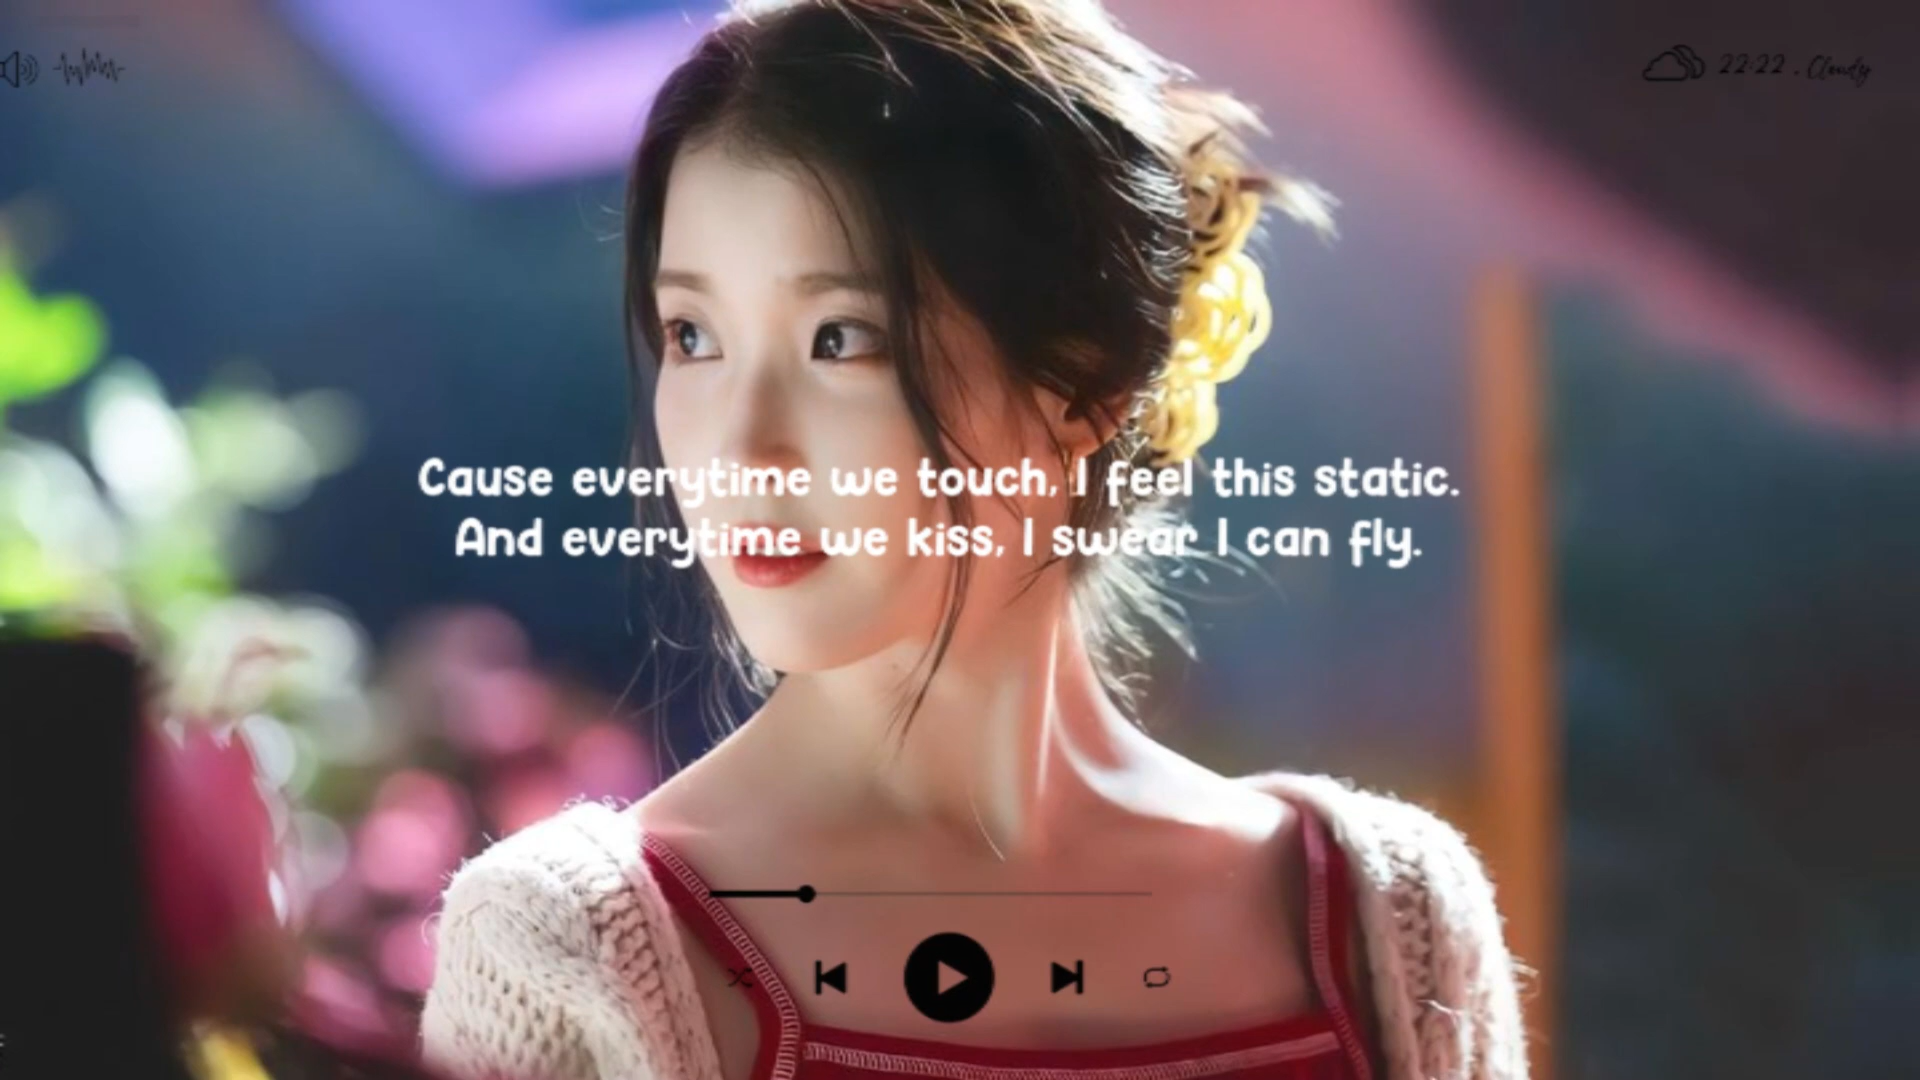 22:22 . Cloudy
Cause everytime we touch, I feel this static.
And everytime we kiss, I swear I can fly.